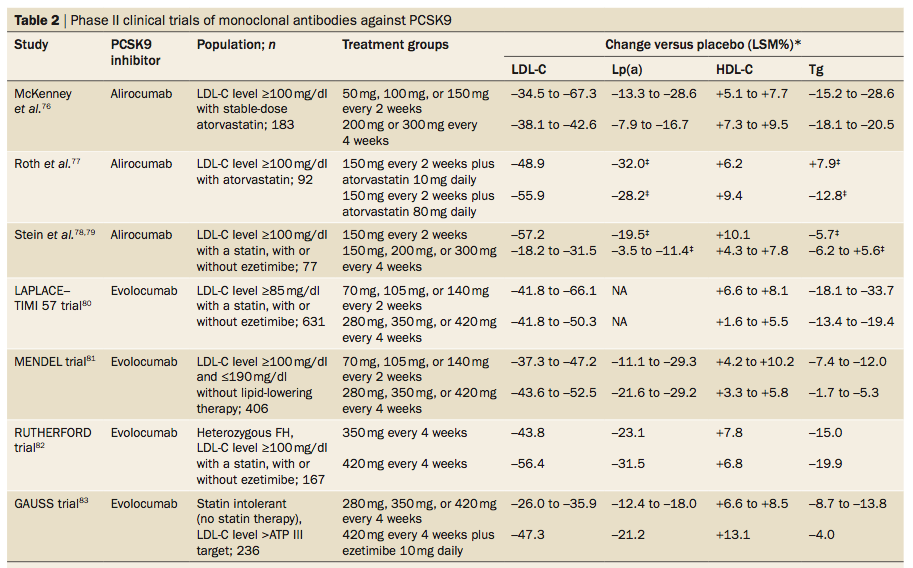 Table 2 | Phase II clinical trials of monoclonal antibodies against PCSK9
Study PCSK9 inhibitor Population; n Treatment groups Change versus placebo (LSM%)*
LDL-C Lp(a) HDL-C Tg
McKenney Alirocumab LDL-C level ≥100 mg/dl 50 mg, 100 mg, or 150 mg –34.5 to –67.3 –13.3 to –28.6 +5.1 to +7.7 –15.2 to –28.6
et al.⁷⁶ with stable-dose every 2 weeks
atorvastatin; 183 200 mg or 300 mg every –38.1 to –42.6 –7.9 to –16.7 +7.3 to +9.5 –18.1 to –20.5
4 weeks
Roth et al.⁷⁷ Alirocumab LDL-C level ≥100 mg/dl 150 mg every 2 weeks plus –48.9 –32.0‡ +6.2 +7.9‡
with atorvastatin; 92 atorvastatin 10 mg daily
150 mg every 2 weeks plus –55.9 –28.2‡ +9.4 –12.8‡
atorvastatin 80 mg daily
Stein et al.⁷⁸,⁷⁹ Alirocumab LDL-C level ≥100 mg/dl 150 mg every 2 weeks –57.2 –19.5‡ +10.1 –5.7‡
with a statin, with or 150 mg, 200 mg, or 300 mg –18.2 to –31.5 –3.5 to –11.4‡ +4.3 to +7.8 –6.2 to +5.6‡
without ezetimibe; 77 every 4 weeks
LAPLACE– Evolocumab LDL-C level ≥85 mg/dl 70 mg, 105 mg, or 140 mg –41.8 to –66.1 NA +6.6 to +8.1 –18.1 to –33.7
TIMI 57 trial⁸⁰ with a statin, with or every 2 weeks
without ezetimibe; 631 280 mg, 350 mg, or 420 mg –41.8 to –50.3 NA +1.6 to +5.5 –13.4 to –19.4
every 4 weeks
MENDEL trial⁸¹ Evolocumab LDL-C level ≥100 mg/dl 70 mg, 105 mg, or 140 mg –37.3 to –47.2 –11.1 to –29.3 +4.2 to +10.2 –7.4 to –12.0
and ≤190 mg/dl every 2 weeks
without lipid-lowering 280 mg, 350 mg, or 420 mg –43.6 to –52.5 –21.6 to –29.2 +3.3 to +5.8 –1.7 to –5.3
therapy; 406 every 4 weeks
RUTHERFORD Evolocumab Heterozygous FH, 350 mg every 4 weeks –43.8 –23.1 +7.8 –15.0
trial⁸² LDL-C level ≥100 mg/dl
with a statin, with or 420 mg every 4 weeks –56.4 –31.5 +6.8 –19.9
without ezetimibe; 167
GAUSS trial⁸³ Evolocumab Statin intolerant 280 mg, 350 mg, or 420 mg –26.0 to –35.9 –12.4 to –18.0 +6.6 to +8.5 –8.7 to –13.8
(no statin therapy), every 4 weeks
LDL-C level >ATP III 420 mg every 4 weeks plus –47.3 –21.2 +13.1 –4.0
target; 236 ezetimibe 10 mg daily